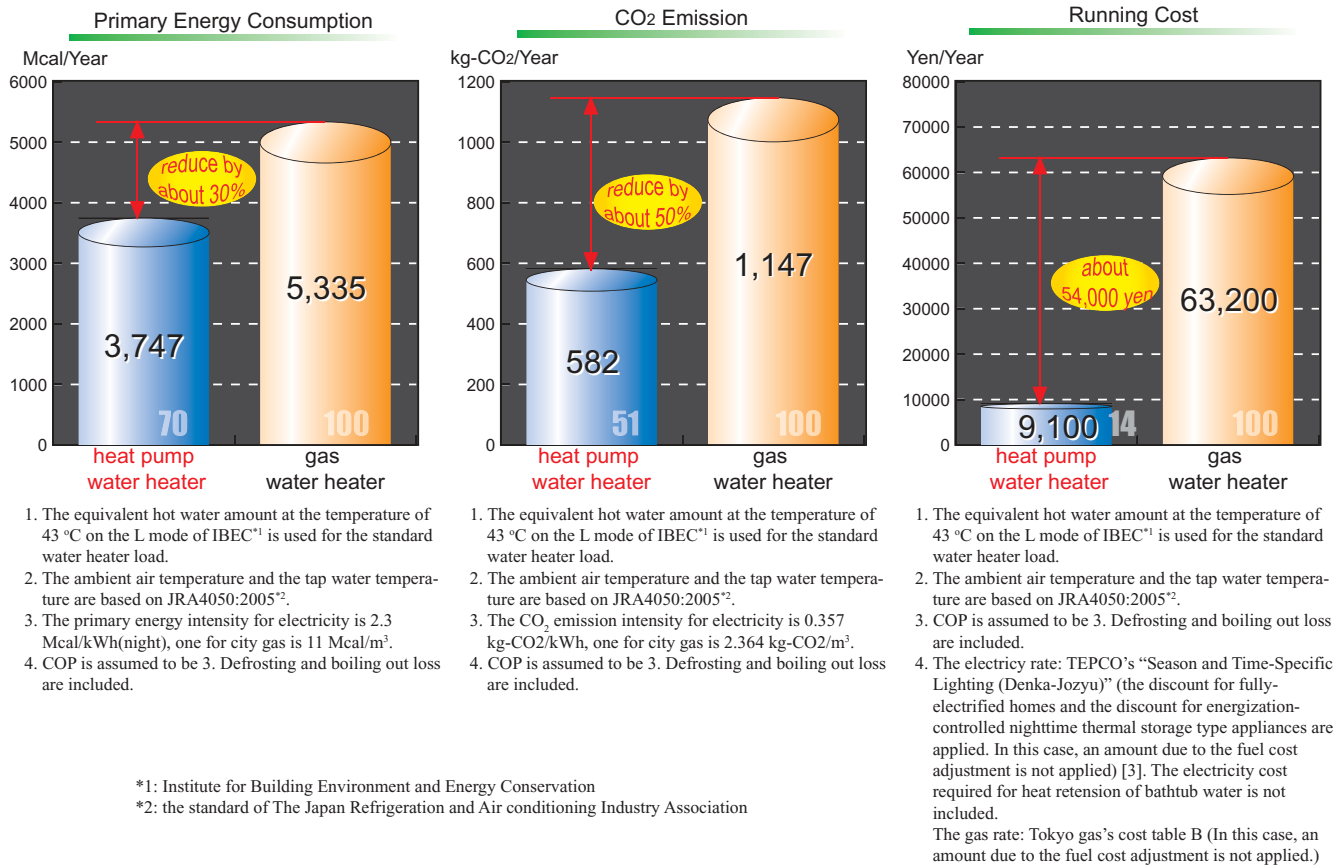 Primary Energy Consumption
Mcal/Year
6000
5000
4000
3000
2000
1000
0
reduce by
about 30%
3,747
70
5,335
100
heat pump
water heater
gas
water heater
1. The equivalent hot water amount at the temperature of
43 °C on the L mode of IBEC*1 is used for the standard
water heater load.
2. The ambient air temperature and the tap water tempera-
ture are based on JRA4050:2005*2.
3. The primary energy intensity for electricity is 2.3
Mcal/kWh(night), one for city gas is 11 Mcal/m3.
4. COP is assumed to be 3. Defrosting and boiling out loss
are included.
CO2 Emission
kg-CO2/Year
1200
1000
800
600
400
200
0
reduce by
about 50%
582
51
1,147
100
heat pump
water heater
gas
water heater
1. The equivalent hot water amount at the temperature of
43 °C on the L mode of IBEC*1 is used for the standard
water heater load.
2. The ambient air temperature and the tap water tempera-
ture are based on JRA4050:2005*2.
3. The CO2 emission intensity for electricity is 0.357
kg-CO2/kWh, one for city gas is 2.364 kg-CO2/m3.
4. COP is assumed to be 3. Defrosting and boiling out loss
are included.
Running Cost
Yen/Year
80000
70000
60000
50000
40000
30000
20000
10000
0
about
54,000 yen
9,100
14
63,200
100
heat pump
water heater
gas
water heater
1. The equivalent hot water amount at the temperature of
43 °C on the L mode of IBEC*1 is used for the standard
water heater load.
2. The ambient air temperature and the tap water tempera-
ture are based on JRA4050:2005*2.
3. COP is assumed to be 3. Defrosting and boiling out loss
are included.
4. The electricy rate: TEPCO’s “Season and Time-Specific
Lighting (Denka-Jozyu)” (the discount for fully-
electrified homes and the discount for energization-
controlled nighttime thermal storage type appliances are
applied. In this case, an amount due to the fuel cost
adjustment is not applied) [3]. The electricity cost
required for heat retension of bathtub water is not
included.
The gas rate: Tokyo gas’s cost table B (In this case, an
amount due to the fuel cost adjustment is not applied.)
*1: Institute for Building Environment and Energy Conservation
*2: the standard of The Japan Refrigeration and Air conditioning Industry Association